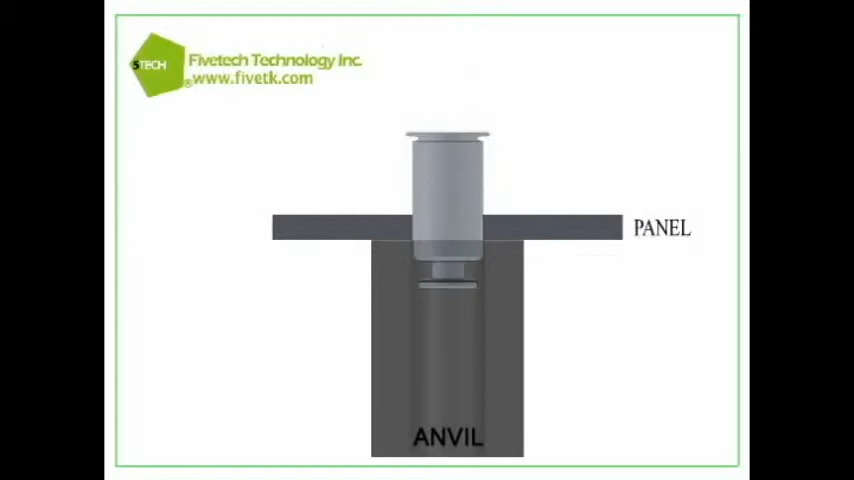 5TECH
Fivetech Technology Inc.
®www.fivetk.com
PANEL
ANVIL